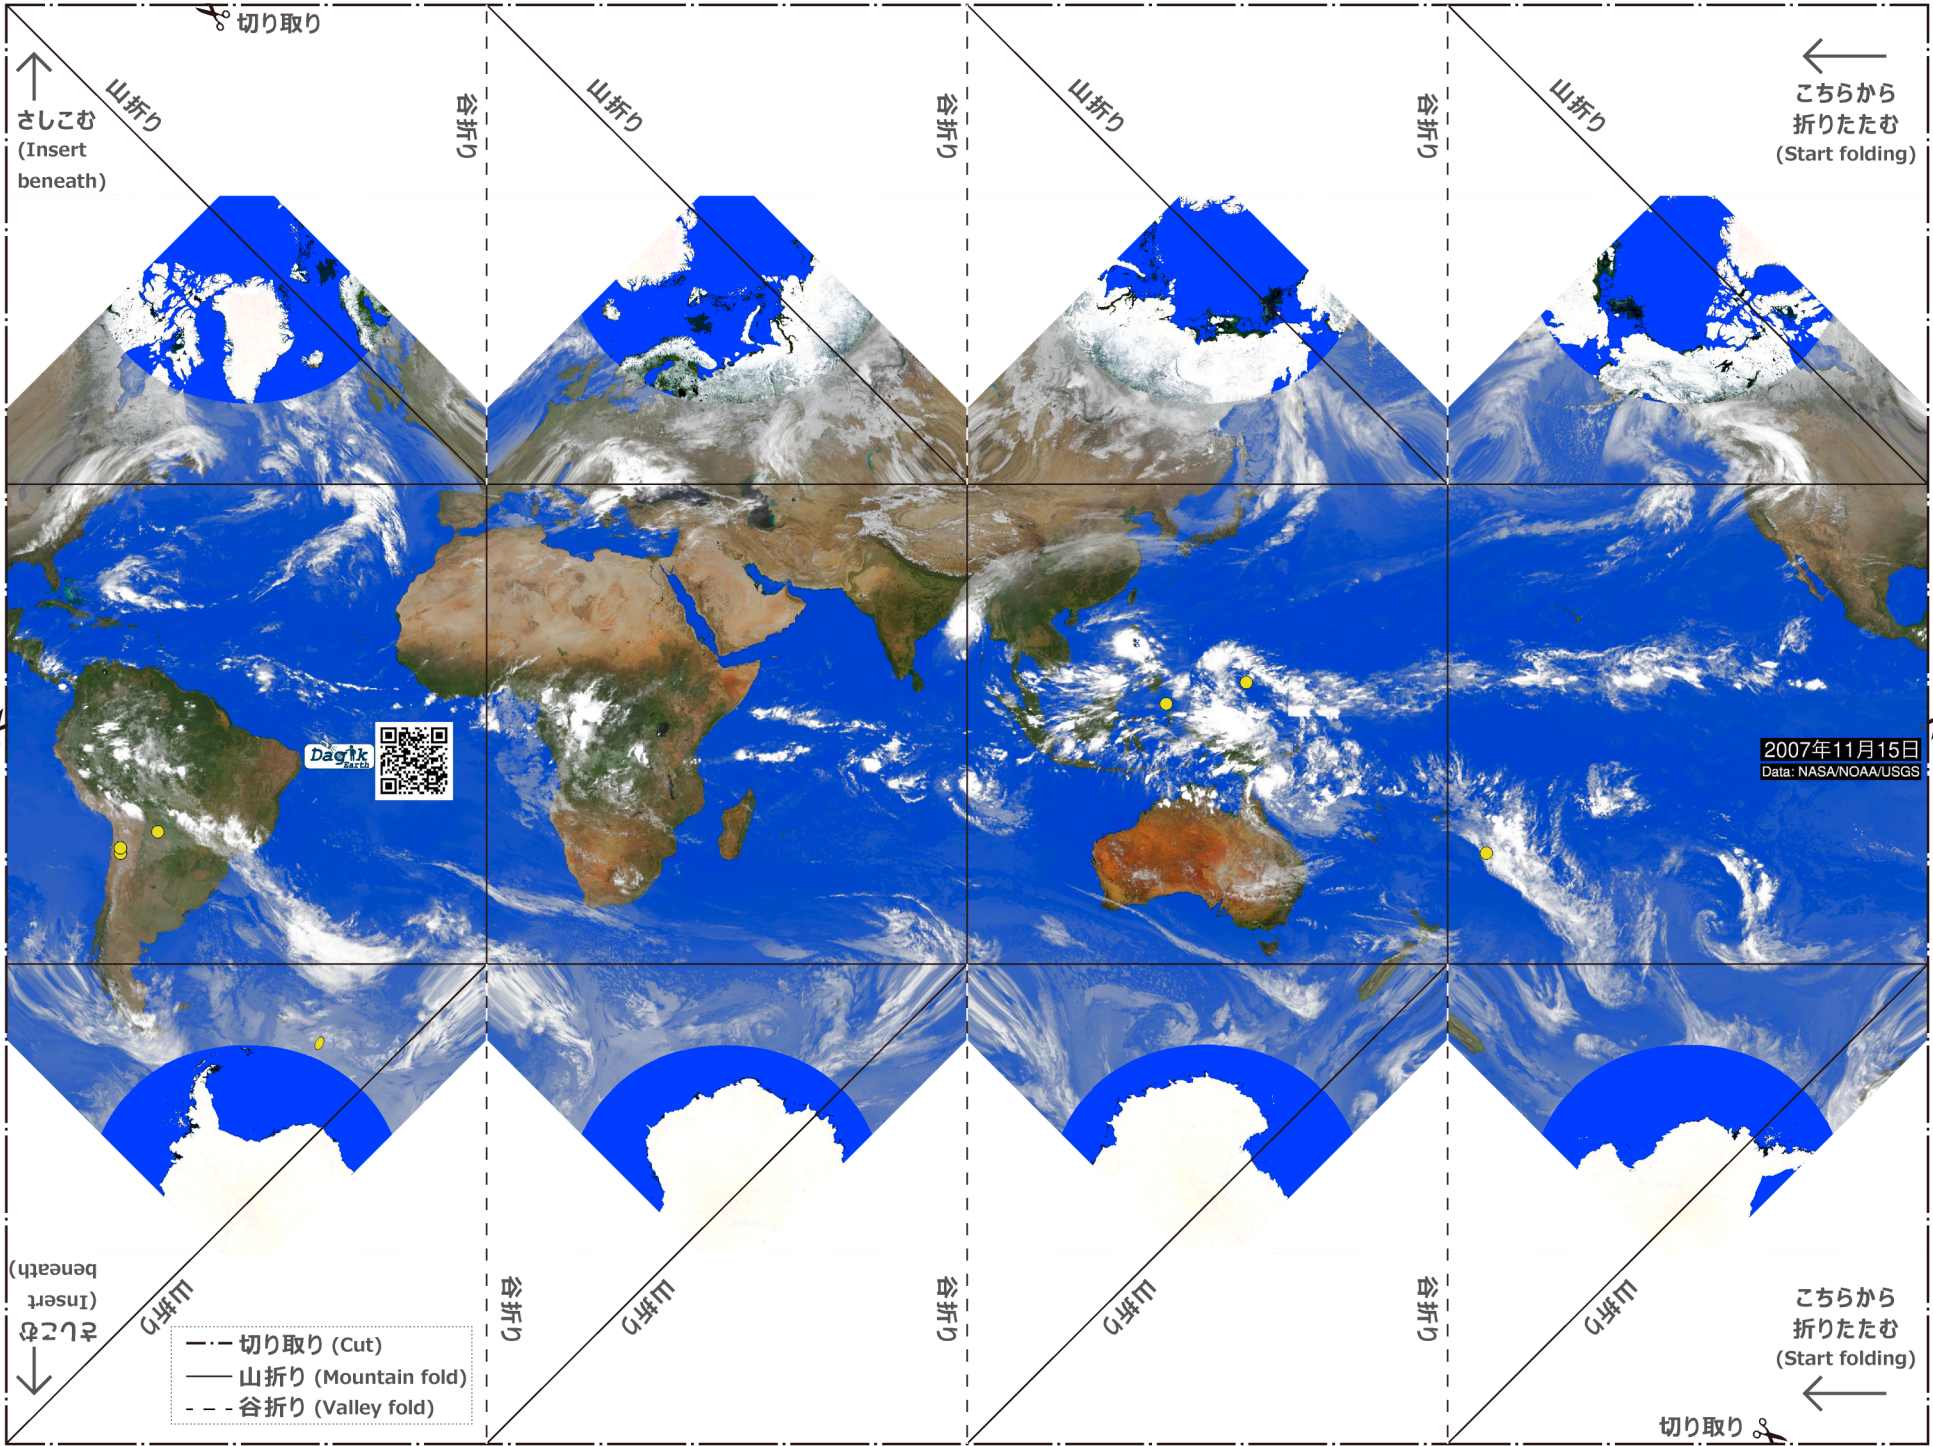 切り取り
山折り
谷折り
山折り
谷折り
山折り
谷折り
山折り
さしこむ
(Insert
beneath)
こちらから
折りたたむ
(Start folding)
Dagik
Earth
2007年11月15日
Data: NASA/NOAA/USGS
さしこむ
(Insert
beneath)
山折り
谷折り
山折り
谷折り
山折り
谷折り
山折り
こちらから
折りたたむ
(Start folding)
切り取り (Cut)
山折り (Mountain fold)
谷折り (Valley fold)
切り取り